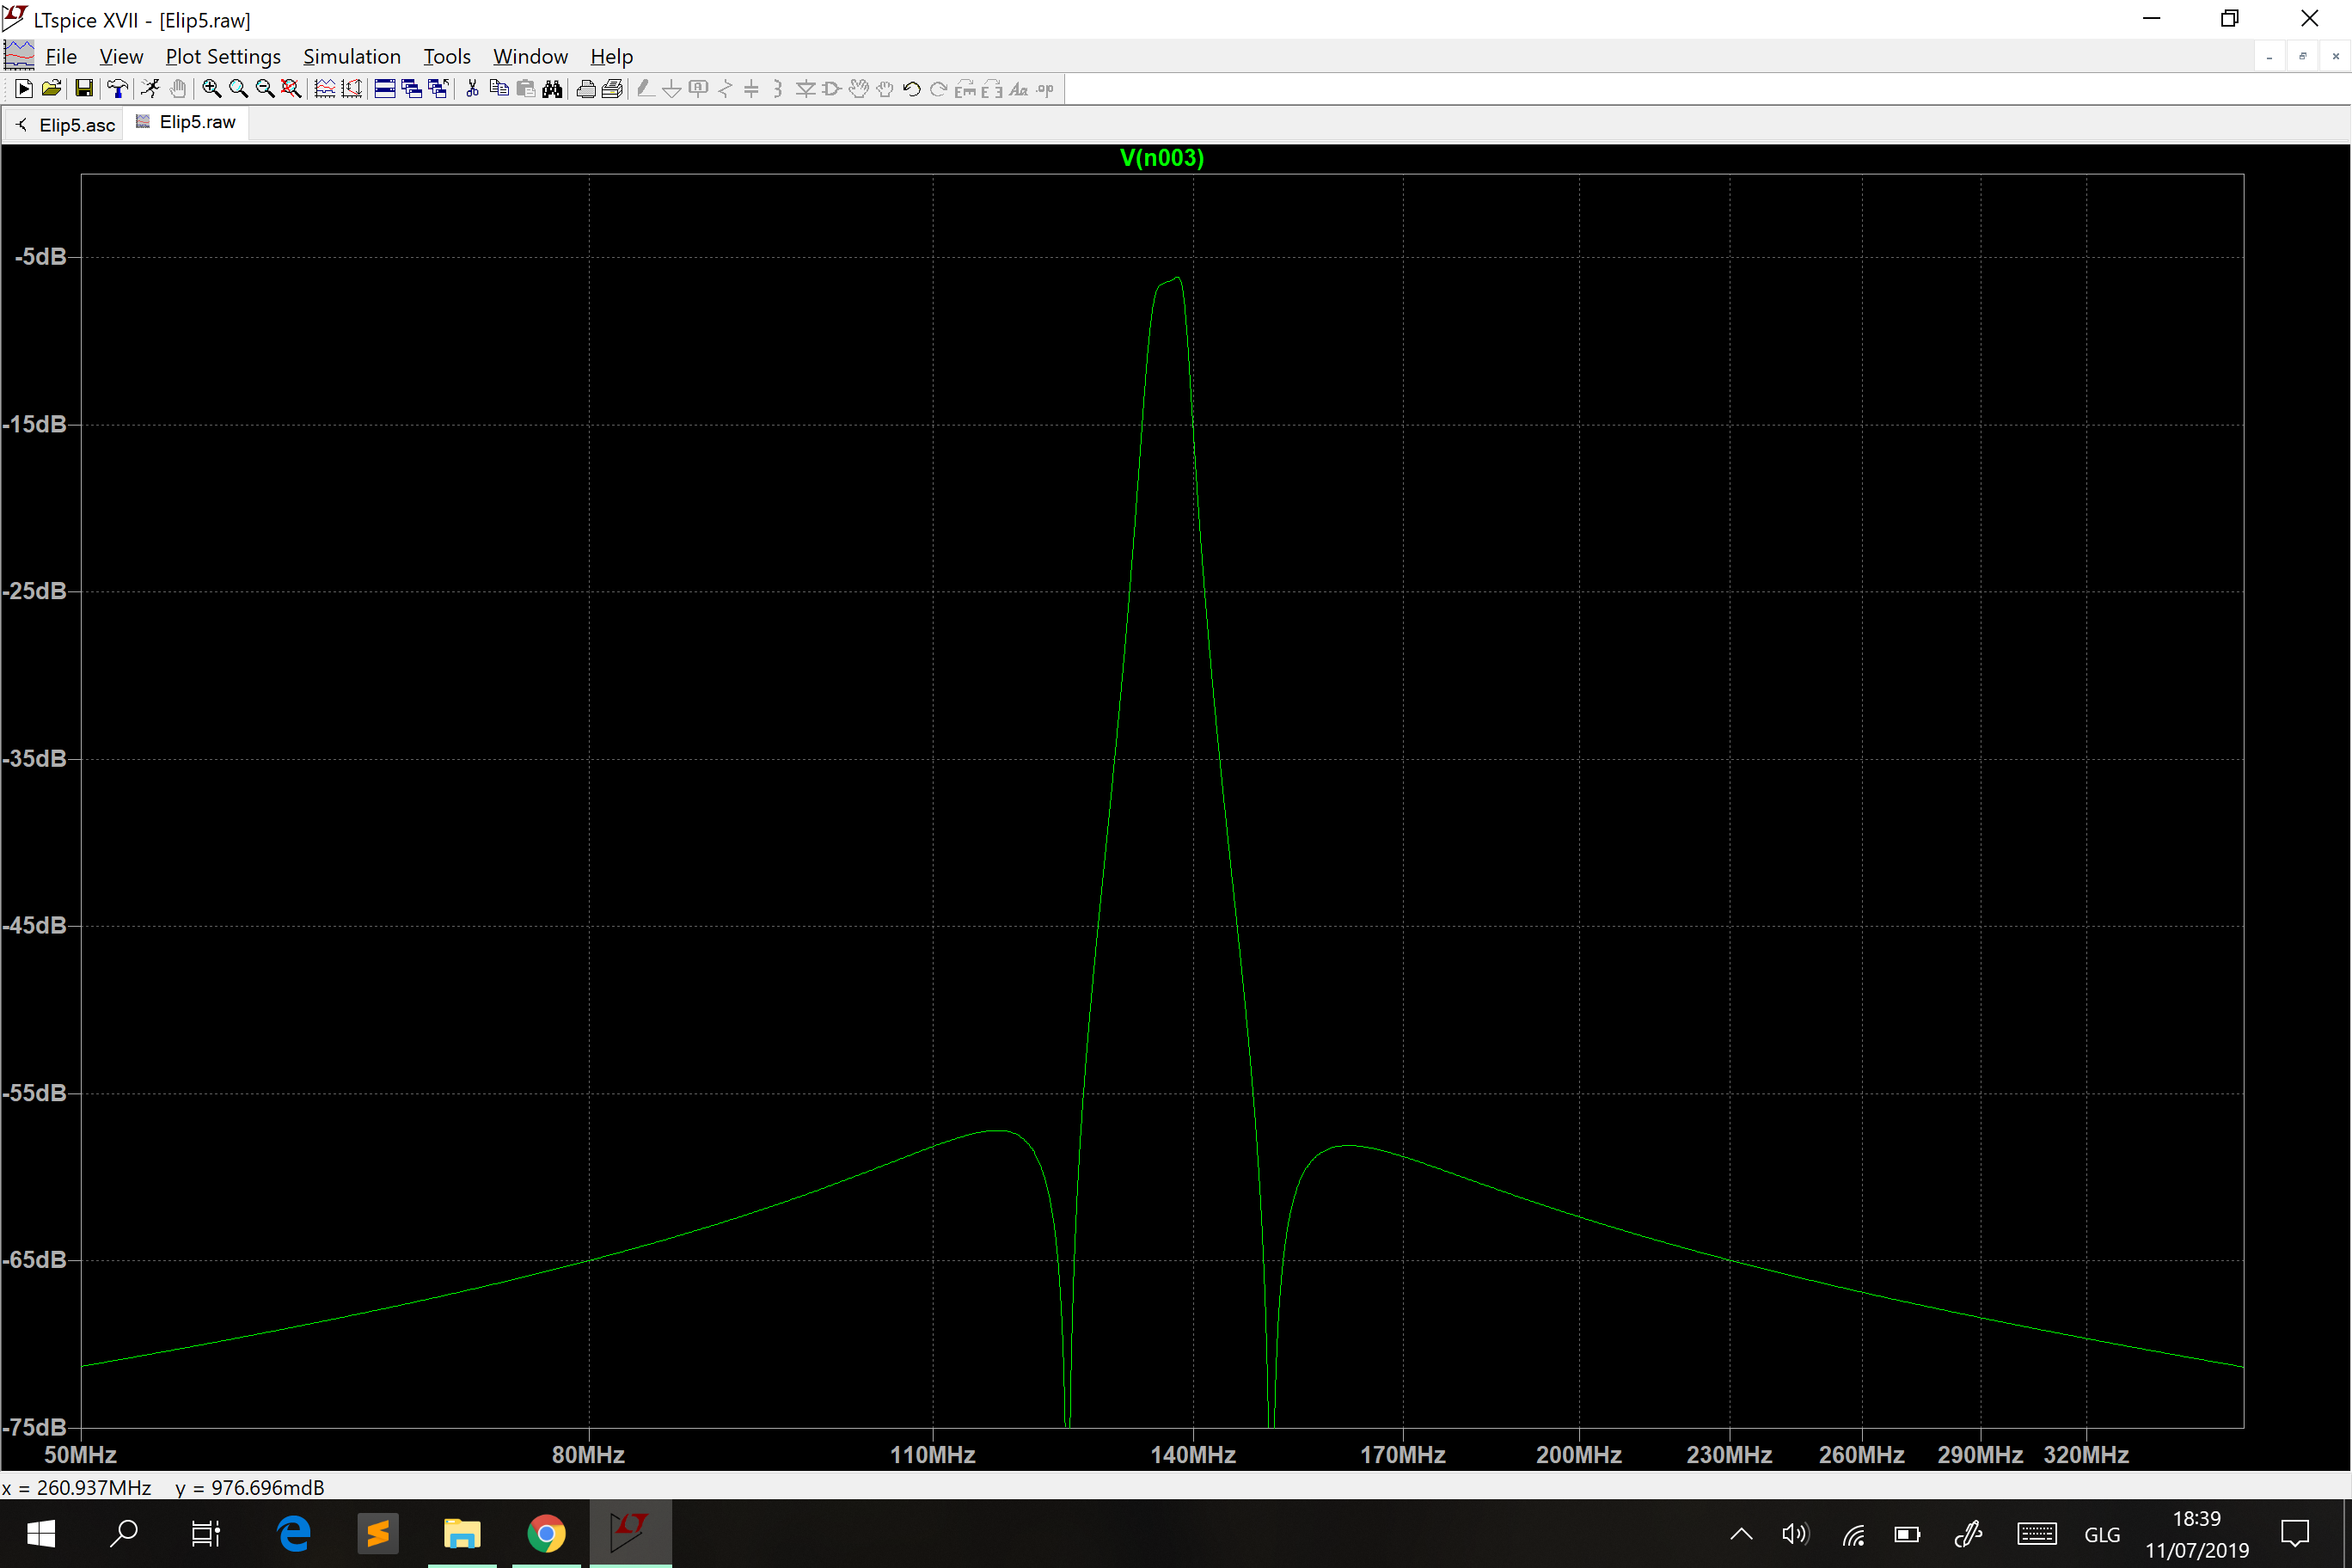 LTspice XVII - [Elip5.raw]
File View Plot Settings Simulation Tools Window Help
Elip5.asc Elip5.raw
V(n003)
-5dB
-15dB
-25dB
-35dB
-45dB
-55dB
-65dB
-75dB
50MHz 80MHz 110MHz 140MHz 170MHz 200MHz 230MHz 260MHz 290MHz 320MHz
x = 260.937MHz y = 976.696mdB
GLG
18:39
11/07/2019